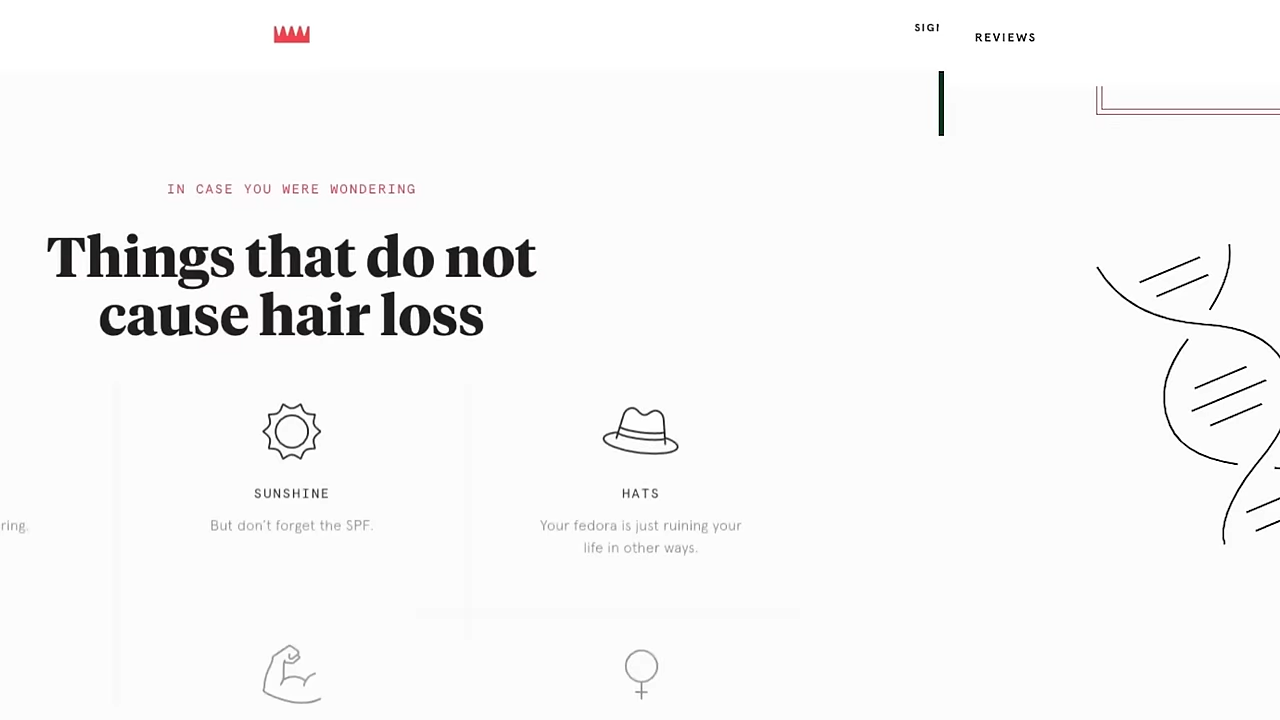 REVIEWS
IN CASE YOU WERE WONDERING
Things that do not
cause hair loss
SUNSHINE
But don't forget the SPF.
HATS
Your fedora is just ruining your
life in other ways.